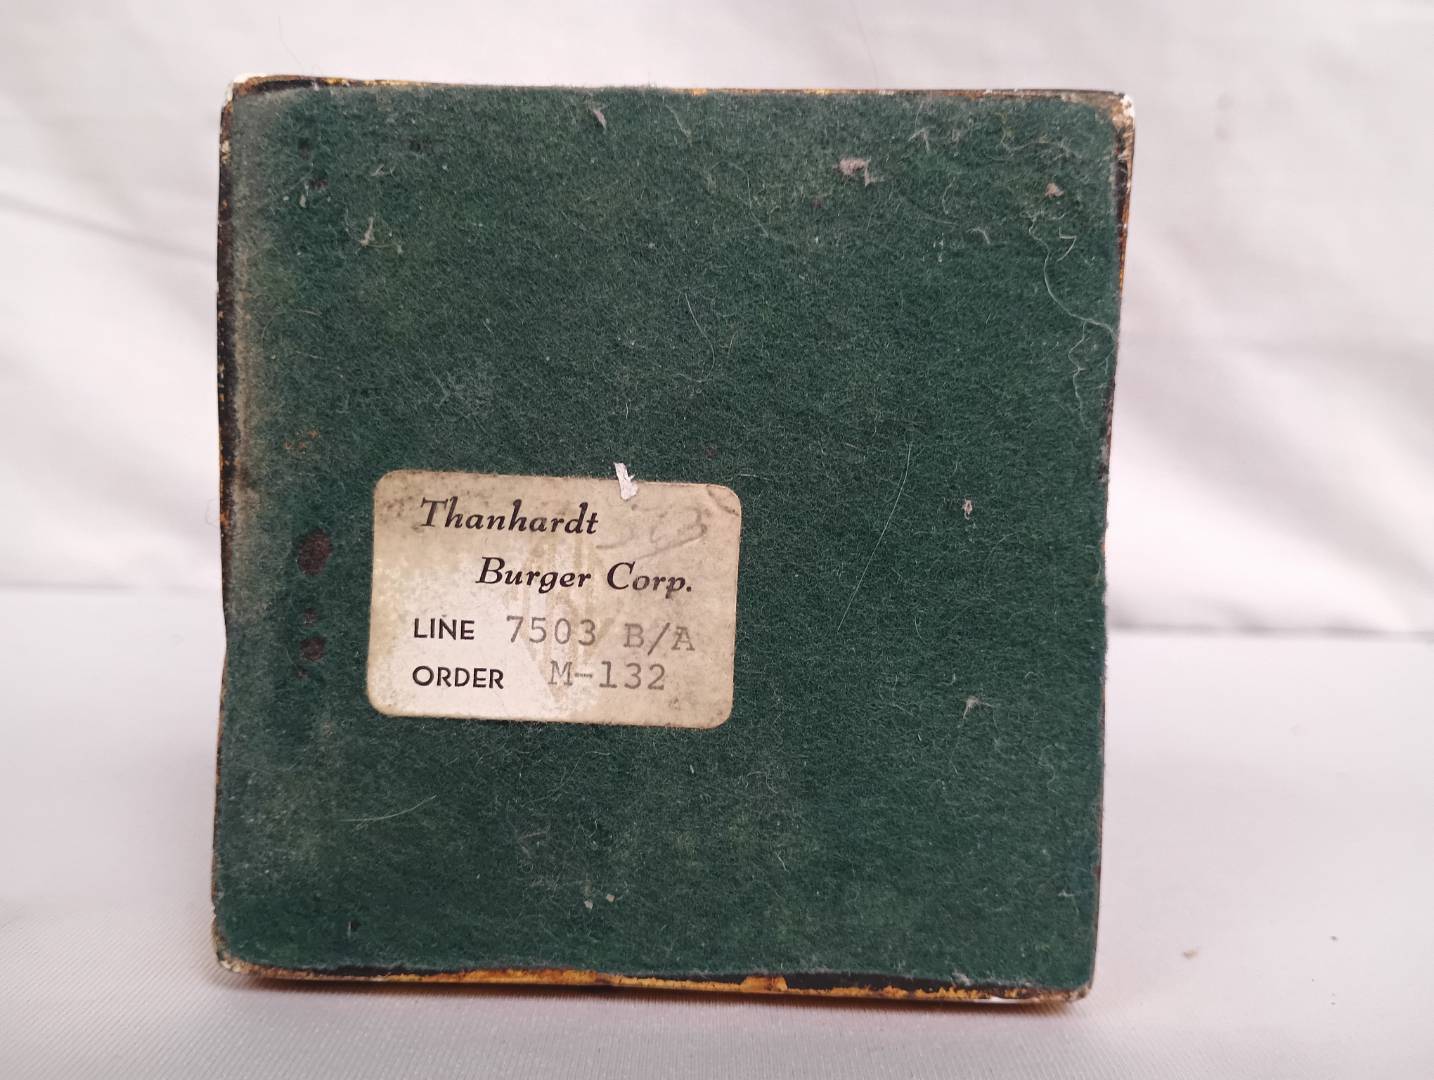 Thanhardt
Burger Corp.
LINE 7503 B/A
ORDER M-132